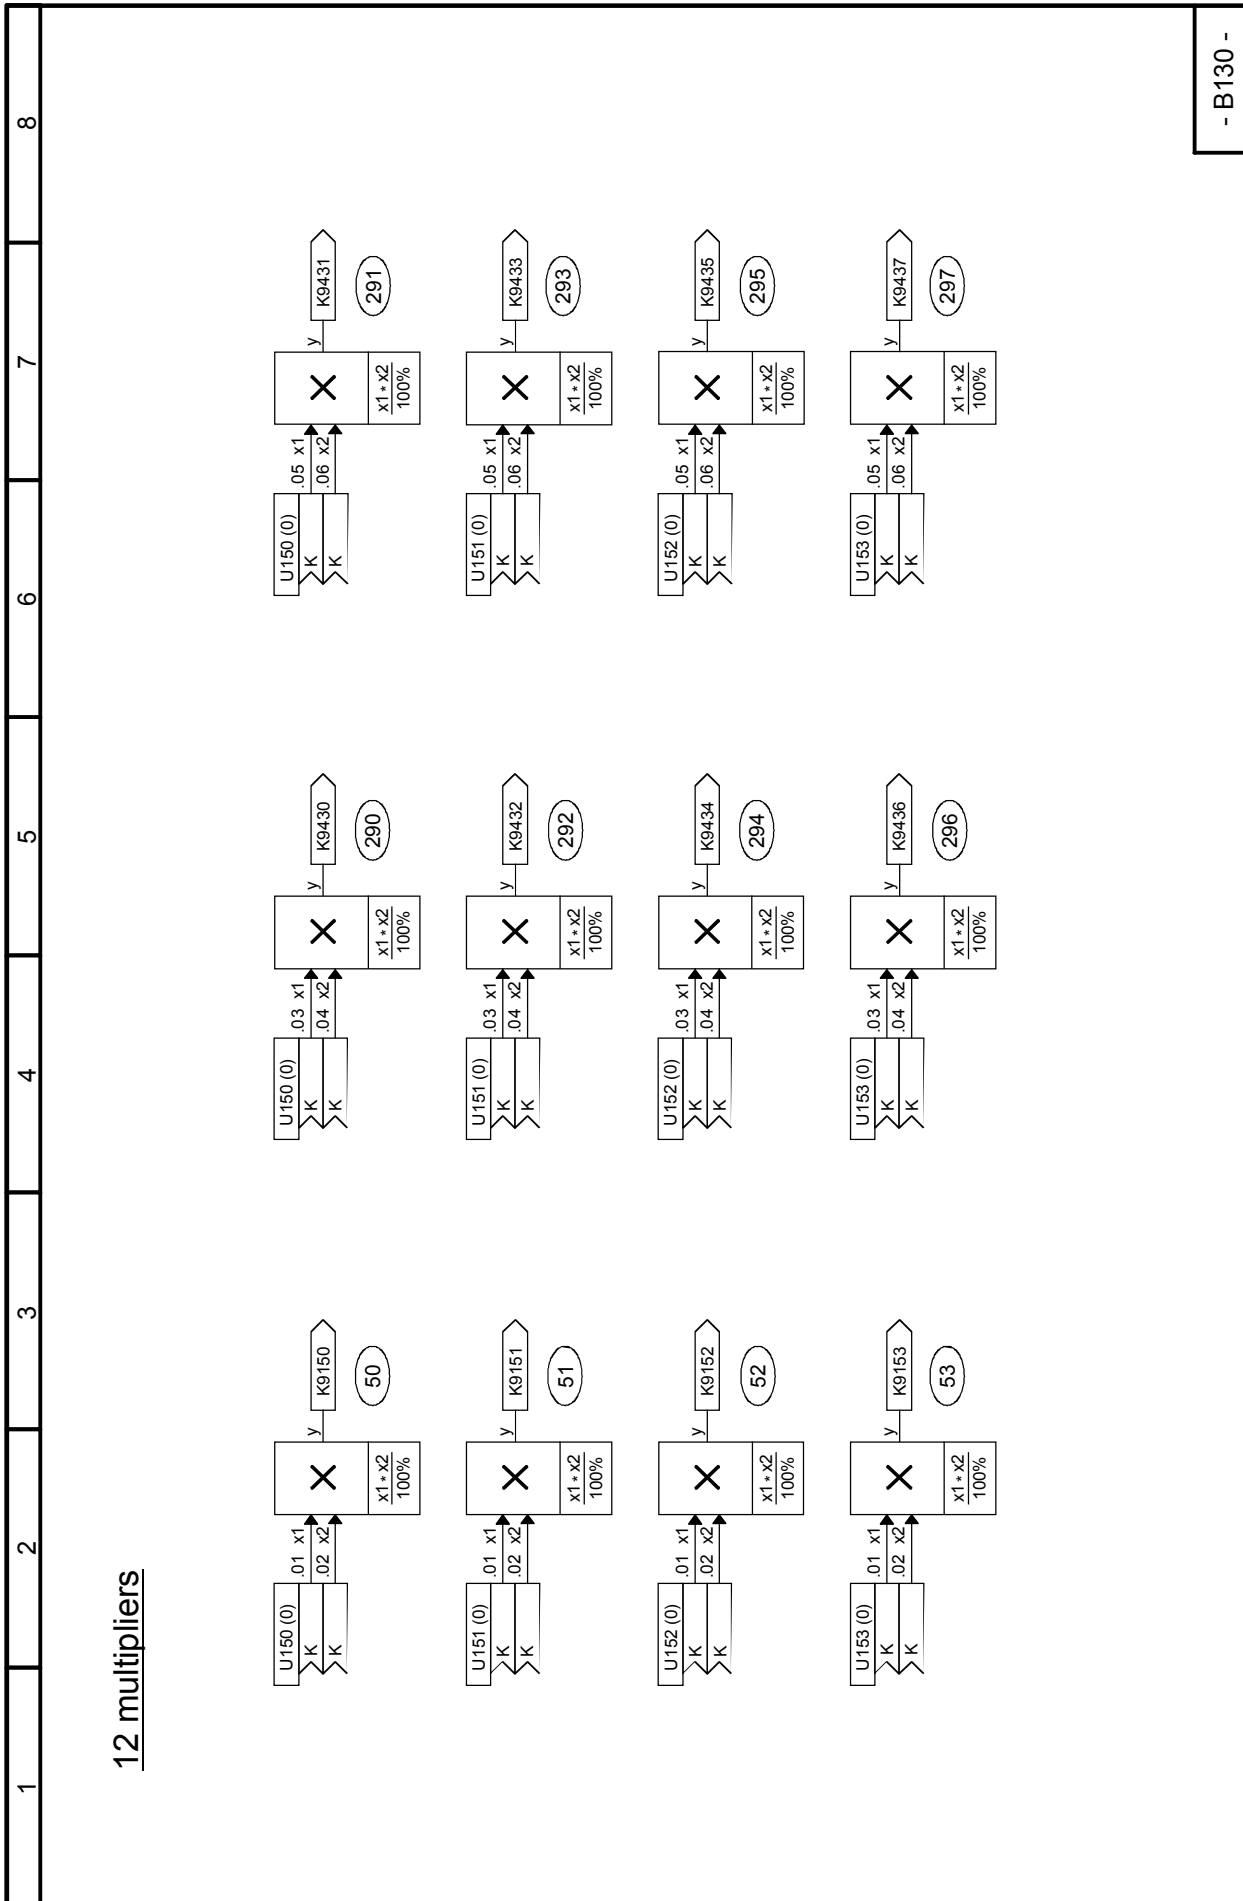 1 2 3 4 5 6 7 8
12 multipliers
U150 (0)
K .01 x1
K .02 x2
x1 * x2
100%
y
K9150
50
U150 (0)
K .03 x1
K .04 x2
x1 * x2
100%
y
K9430
290
U150 (0)
K .05 x1
K .06 x2
x1 * x2
100%
y
K9431
291
U151 (0)
K .01 x1
K .02 x2
x1 * x2
100%
y
K9151
51
U151 (0)
K .03 x1
K .04 x2
x1 * x2
100%
y
K9432
292
U151 (0)
K .05 x1
K .06 x2
x1 * x2
100%
y
K9433
293
U152 (0)
K .01 x1
K .02 x2
x1 * x2
100%
y
K9152
52
U152 (0)
K .03 x1
K .04 x2
x1 * x2
100%
y
K9434
294
U152 (0)
K .05 x1
K .06 x2
x1 * x2
100%
y
K9435
295
U153 (0)
K .01 x1
K .02 x2
x1 * x2
100%
y
K9153
53
U153 (0)
K .03 x1
K .04 x2
x1 * x2
100%
y
K9436
296
U153 (0)
K .05 x1
K .06 x2
x1 * x2
100%
y
K9437
297
- B130 -